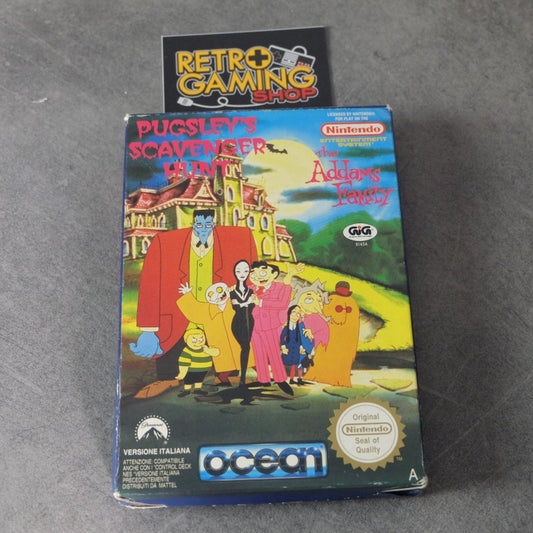 RETRO
GAMING
SHOP
PUGSLEY'S
SCAVENGER
HUNT
LICENSED BY NINTENDO
FOR PLAY ON THE
Nintendo
ENTERTAINMENT
SYSTEM
The
Addams
Family
GIG
Paramount
VERSIONE ITALIANA
ATTENZIONE: COMPATIBILE
ANCHE CON I "CONTROL DECK
NES" VERSIONE ITALIANA
PRECEDENTEMENTE
DISTRIBUITI DA MATTEL
ocean
Original
Nintendo
Seal of
Quality
TM
A